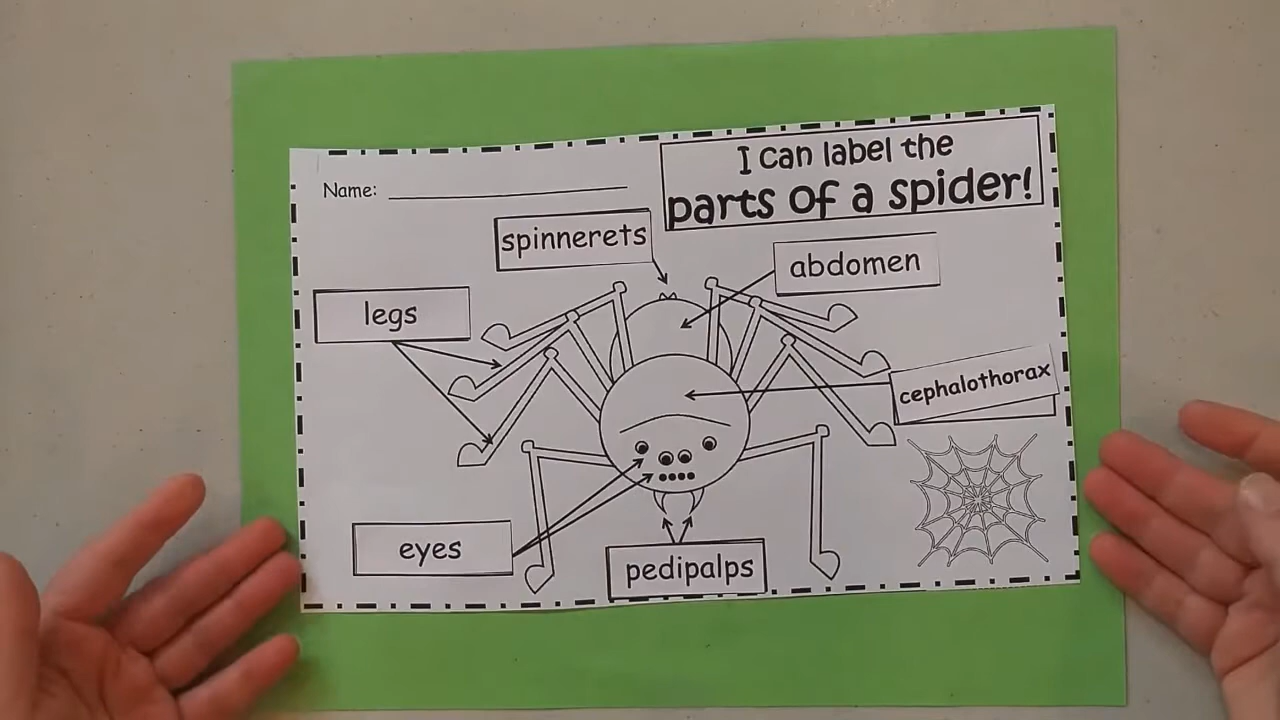 I can label the
parts of a spider!
Name:
spinnerets
abdomen
legs
cephalothorax
eyes
pedipalps